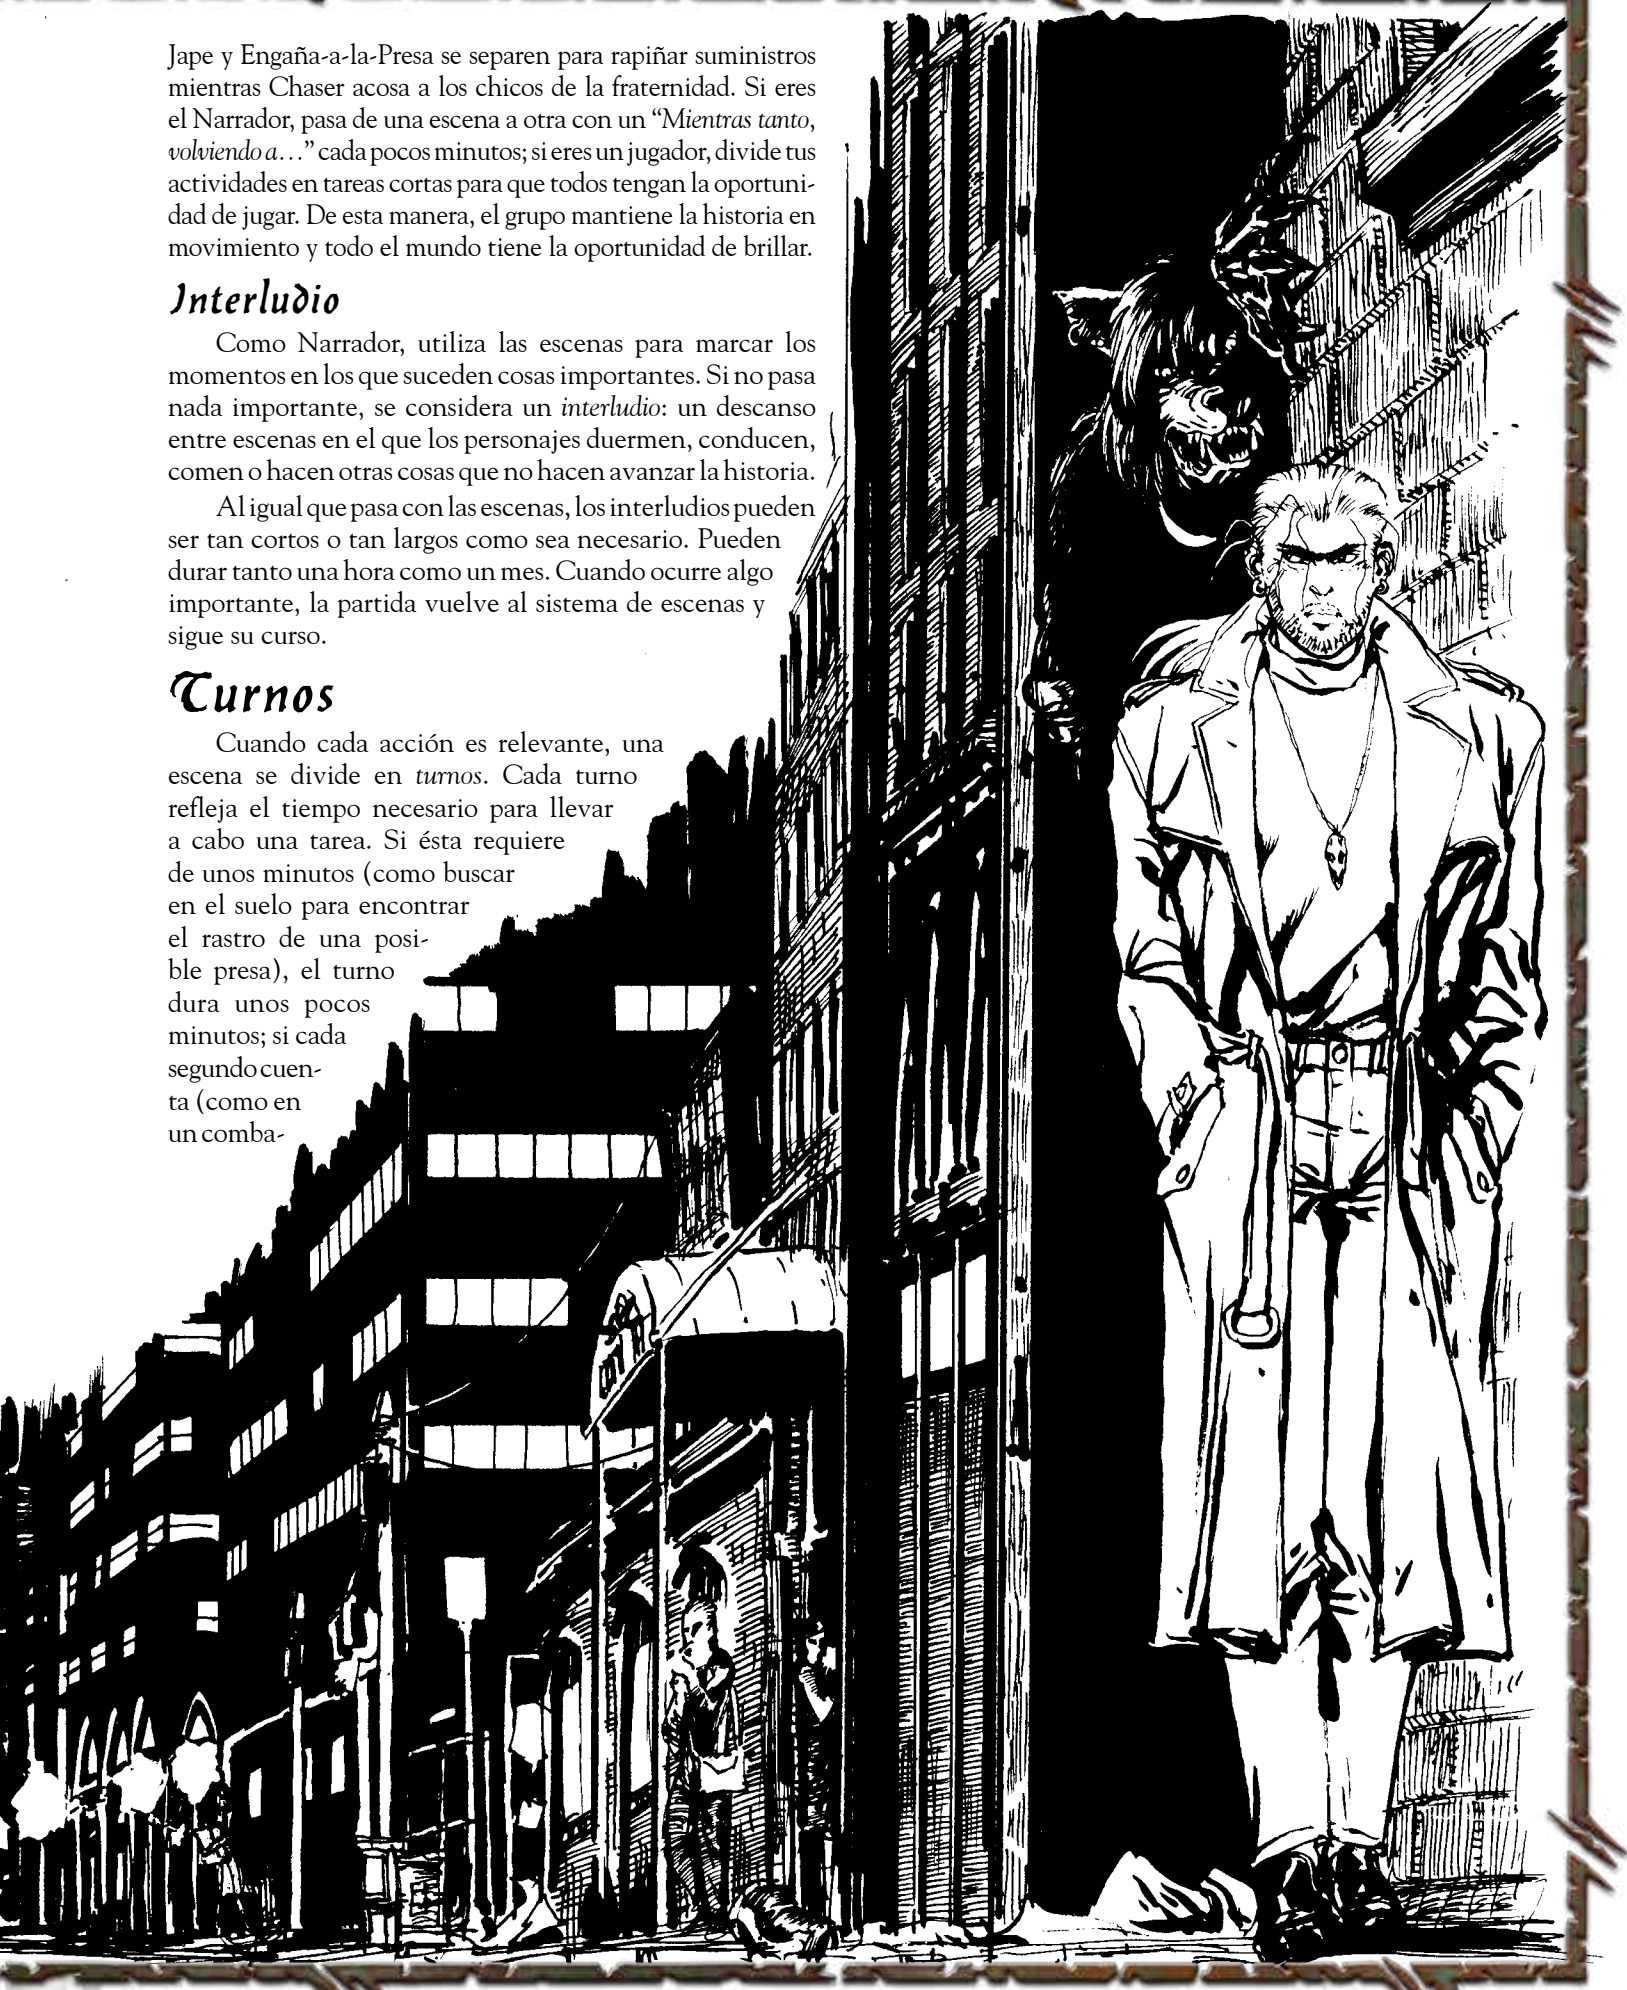 Jape y Engaña-a-la-Presa se separen para rapiñar suministros
mientras Chaser acosa a los chicos de la fraternidad. Si eres
el Narrador, pasa de una escena a otra con un “Mientras tanto,
volviendo a…” cada pocos minutos; si eres un jugador, divide tus
actividades en tareas cortas para que todos tengan la oportuni-
dad de jugar. De esta manera, el grupo mantiene la historia en
movimiento y todo el mundo tiene la oportunidad de brillar.
Interludio
Como Narrador, utiliza las escenas para marcar los
momentos en los que suceden cosas importantes. Si no pasa
nada importante, se considera un interludio: un descanso
entre escenas en el que los personajes duermen, conducen,
comen o hacen otras cosas que no hacen avanzar la historia.
Al igual que pasa con las escenas, los interludios pueden
ser tan cortos o tan largos como sea necesario. Pueden
durar tanto una hora como un mes. Cuando ocurre algo
importante, la partida vuelve al sistema de escenas y
sigue su curso.
Turnos
Cuando cada acción es relevante, una
escena se divide en turnos. Cada turno
refleja el tiempo necesario para llevar
a cabo una tarea. Si ésta requiere
de unos minutos (como buscar
en el suelo para encontrar
el rastro de una posi-
ble presa), el turno
dura unos pocos
minutos; si cada
segundo cuen-
ta (como en
un comba-